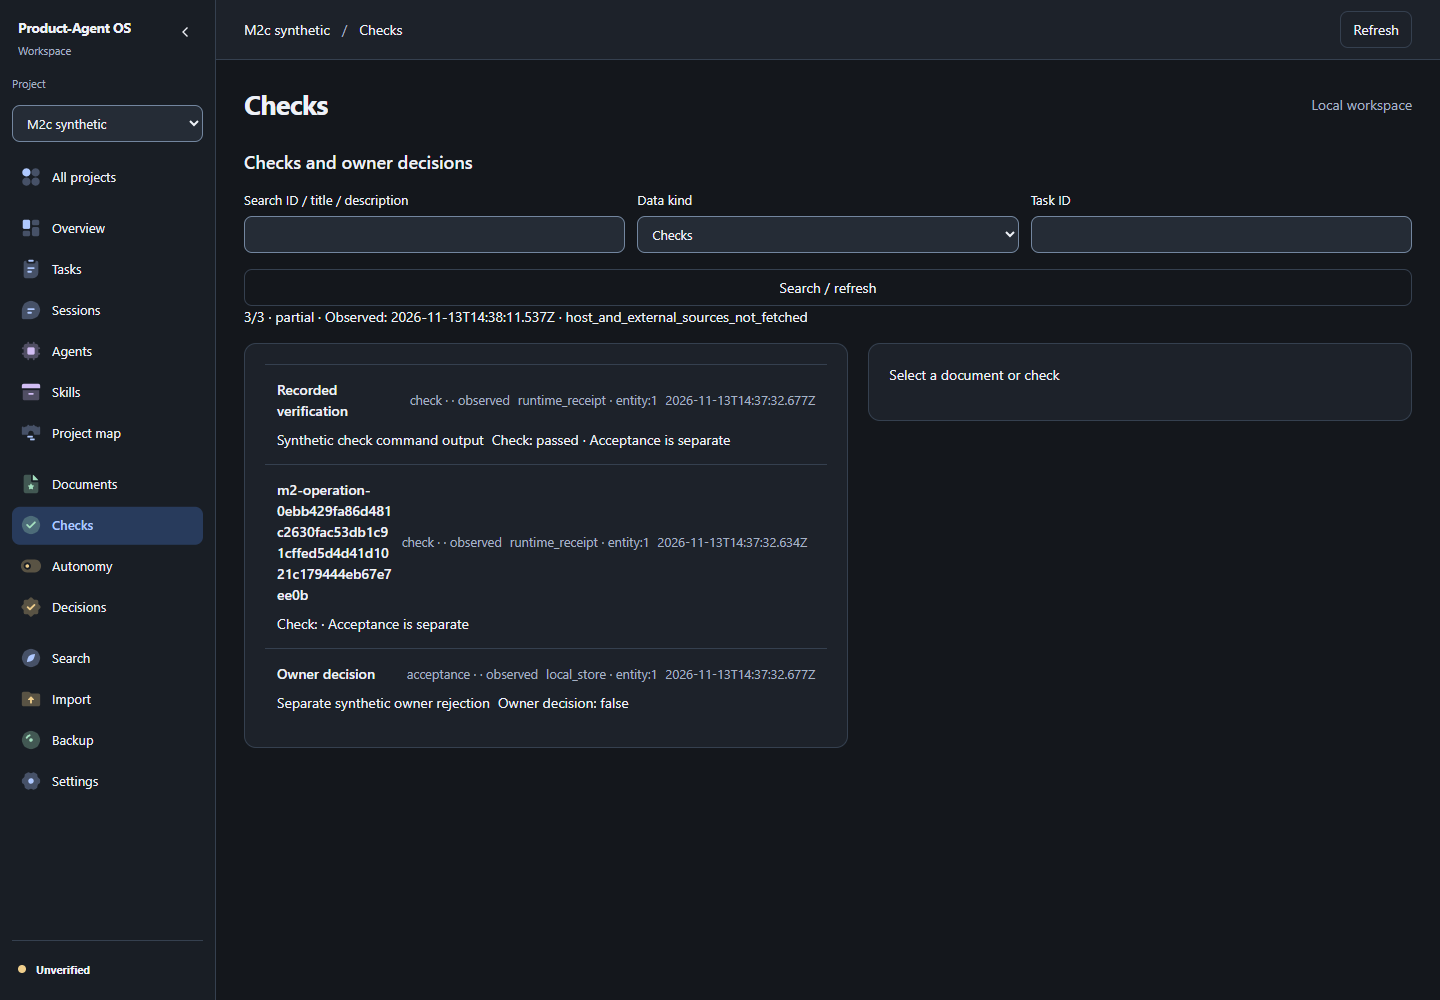 Product-Agent OS
Workspace
Project
M2c synthetic
All projects
Overview
Tasks
Sessions
Agents
Skills
Project map
Documents
Checks
Autonomy
Decisions
Search
Import
Backup
Settings
Unverified
M2c synthetic / Checks
Refresh
Checks
Local workspace
Checks and owner decisions
Search ID / title / description
Data kind
Checks
Task ID
Search / refresh
3/3 · partial · Observed: 2026-11-13T14:38:11.537Z · host_and_external_sources_not_fetched
Recorded
verification
check · · observed runtime_receipt · entity:1 2026-11-13T14:37:32.677Z
Synthetic check command output Check: passed · Acceptance is separate
m2-operation-
0ebb429fa86d481
c2630fac53db1c9
1cffed5d4d41d10
21c179444eb67e7
ee0b
check · · observed runtime_receipt · entity:1 2026-11-13T14:37:32.634Z
Check: · Acceptance is separate
Owner decision
acceptance · · observed local_store · entity:1 2026-11-13T14:37:32.677Z
Separate synthetic owner rejection Owner decision: false
Select a document or check